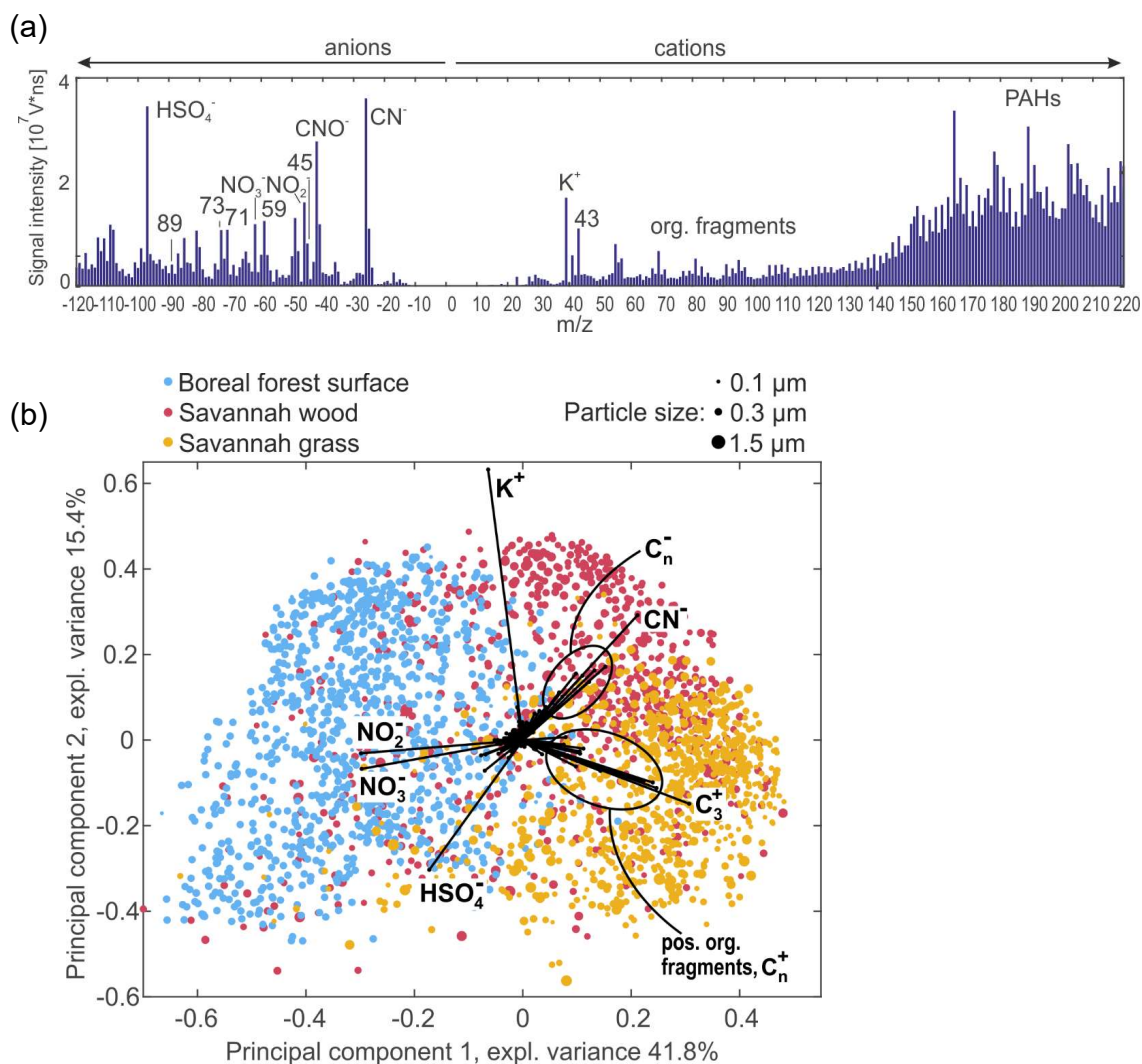 (a)
anions cations
Signal intensity [10^7 V*ns]
4
2
0
HSO4^-
89
73
71
NO3^-
59
NO2^-
45
CNO^-
CN^-
K^+
43
org. fragments
PAHs
-120 -110 -100 -90 -80 -70 -60 -50 -40 -30 -20 -10 0 10 20 30 40 50 60 70 80 90 100 110 120 130 140 150 160 170 180 190 200 210 220
m/z
(b)
Boreal forest surface
Savannah wood
Savannah grass
Particle size:
0.1 µm
0.3 µm
1.5 µm
Principal component 2, expl. variance 15.4%
0.6
0.4
0.2
0
-0.2
-0.4
-0.6
K^+
Cn^-
CN^-
NO2^-
NO3^-
C3^+
HSO4^-
pos. org.
fragments, Cn^+
-0.6 -0.4 -0.2 0 0.2 0.4
Principal component 1, expl. variance 41.8%